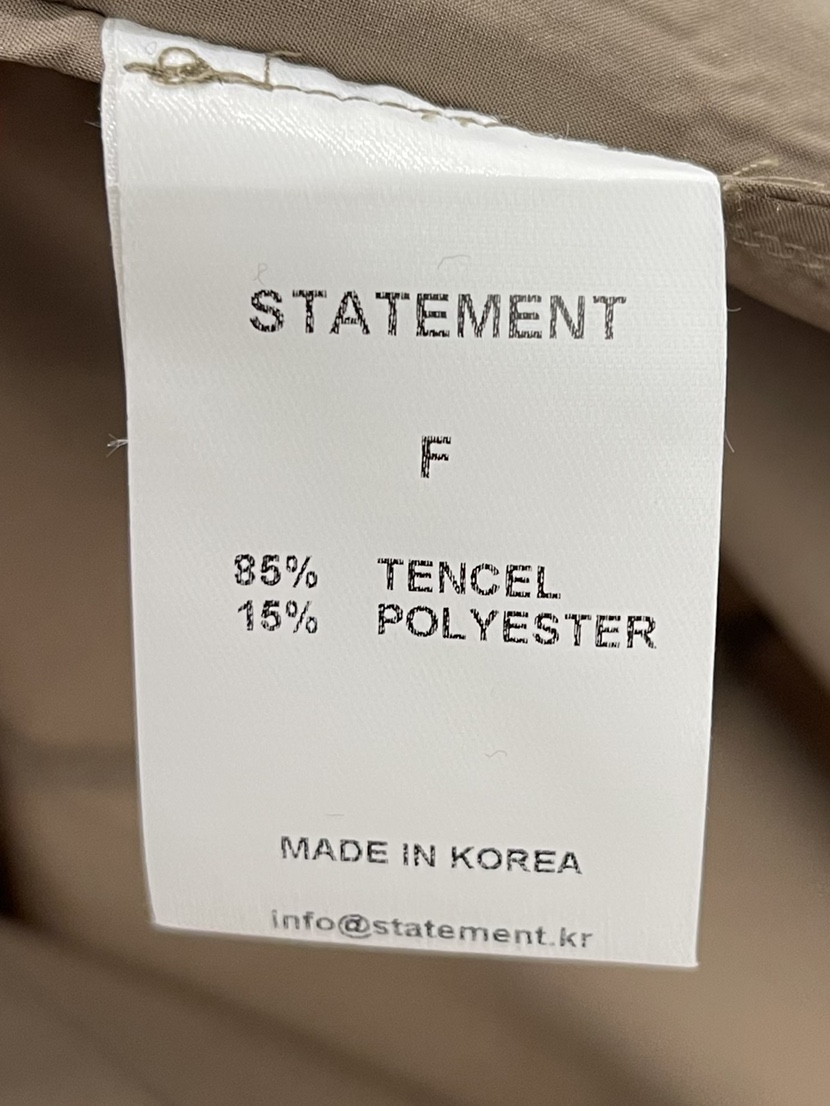 STATEMENT
F
85% TENCEL
15% POLYESTER
MADE IN KOREA
info@statement.kr